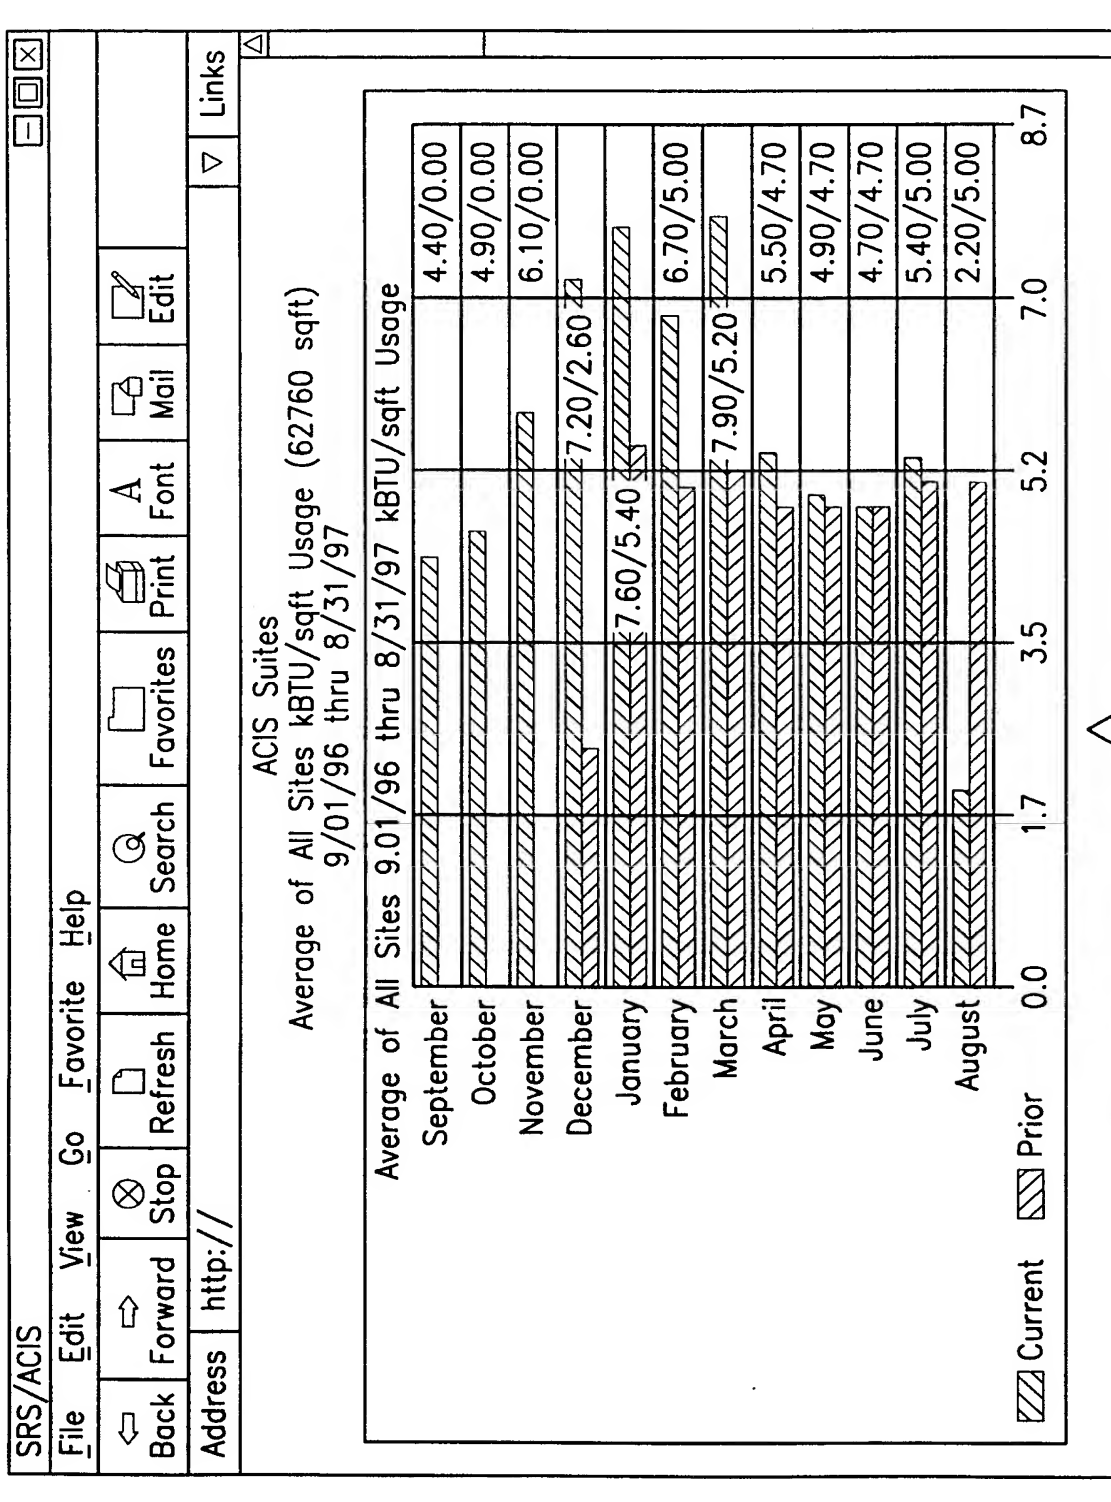 SRS/ACIS
File Edit View Go Favorite Help
Back Forward Stop Refresh Home Search Favorites Print Font Mail Edit
Address http:// Links
ACIS Suites
Average of All Sites kBTU/sqft Usage (62760 sqft)
9/01/96 thru 8/31/97
Average of All Sites 9.01/96 thru 8/31/97 kBTU/sqft Usage
September 4.40/0.00
October 4.90/0.00
November 6.10/0.00
December 7.20/2.60
January 7.60/5.40
February 6.70/5.00
March 7.90/5.20
April 5.50/4.70
May 4.90/4.70
June 4.70/4.70
July 5.40/5.00
August 2.20/5.00
0.0 1.7 3.5 5.2 7.0 8.7
Current Prior